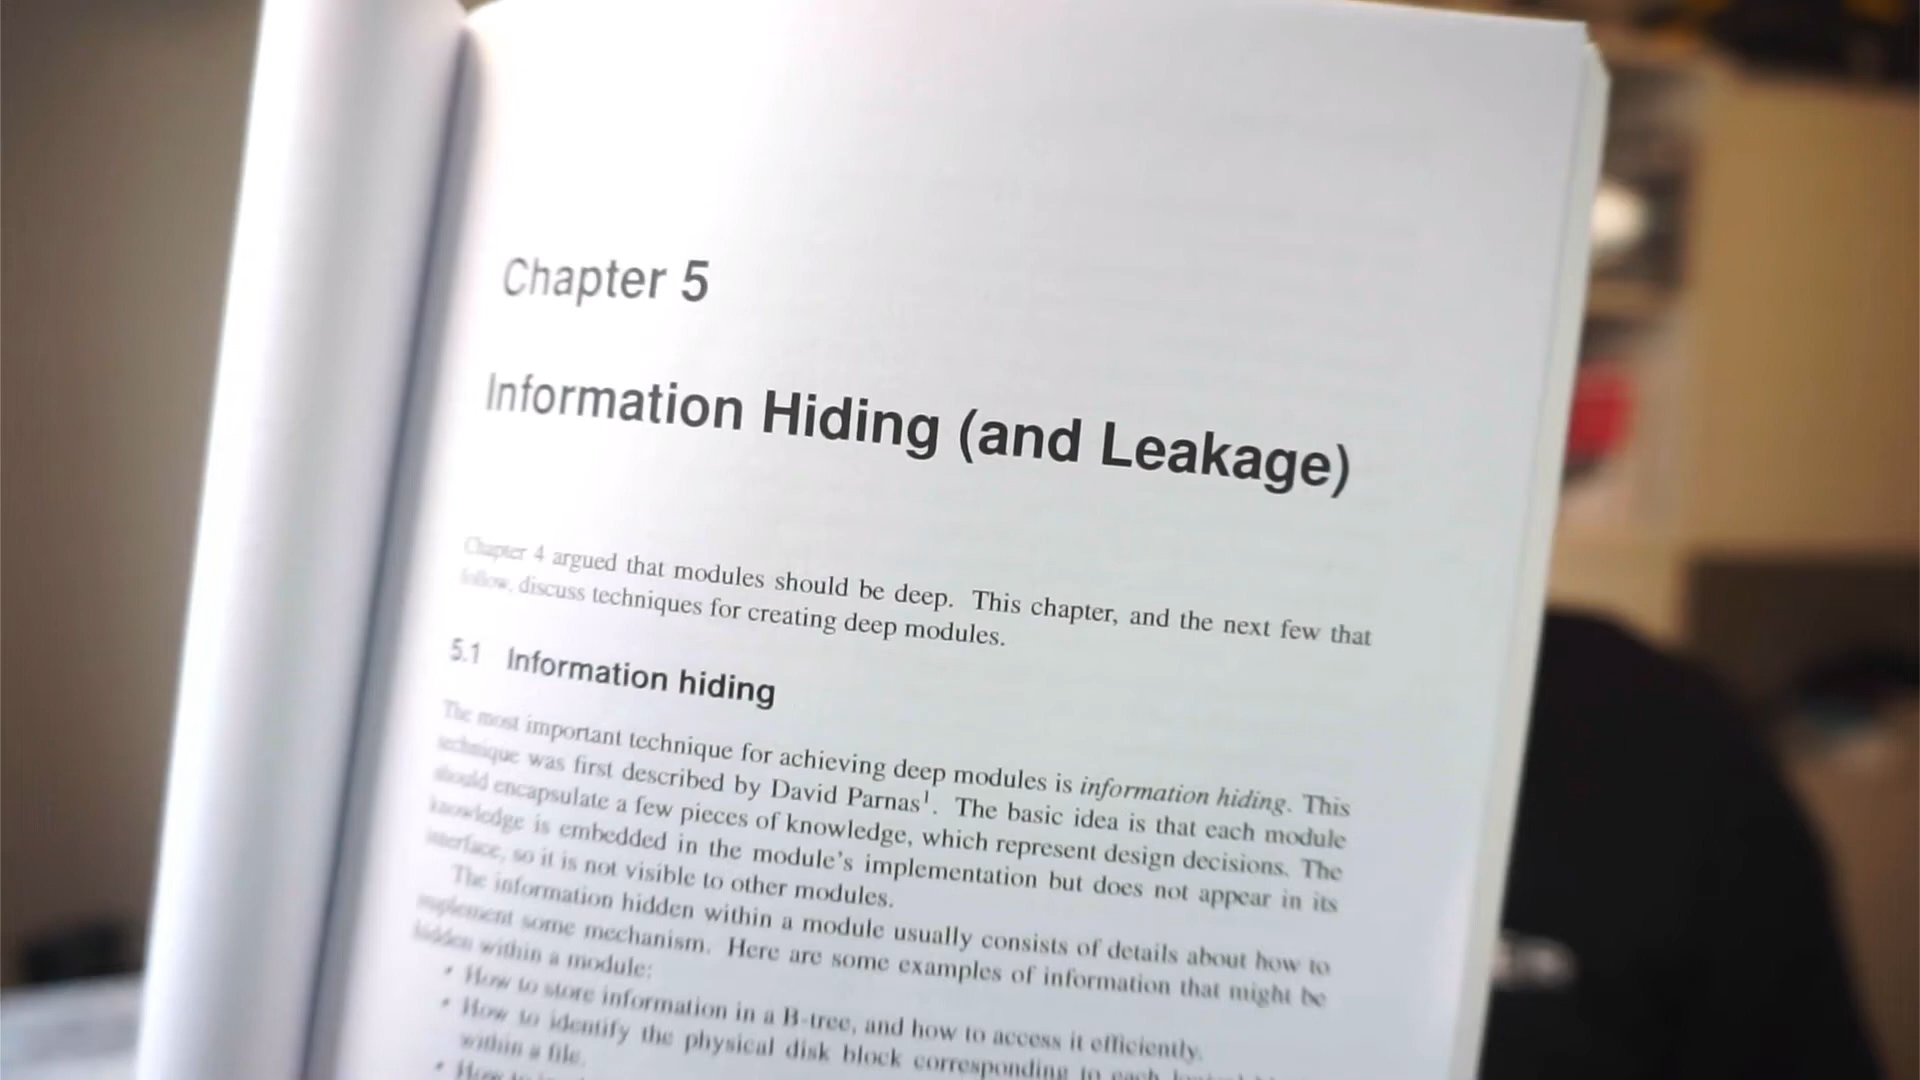 Chapter 5
Information Hiding (and Leakage)
Chapter 4 argued that modules should be deep. This chapter, and the next few that
follow, discuss techniques for creating deep modules.
5.1 Information hiding
The most important technique for achieving deep modules is information hiding. This
technique was first described by David Parnas¹. The basic idea is that each module
should encapsulate a few pieces of knowledge, which represent design decisions. The
knowledge is embedded in the module's implementation but does not appear in its
interface, so it is not visible to other modules.
The information hidden within a module usually consists of details about how to
implement some mechanism. Here are some examples of information that might be
hidden within a module:
• How to store information in a B-tree, and how to access it efficiently.
• How to identify the physical disk block corresponding to each
within a file.
• How to